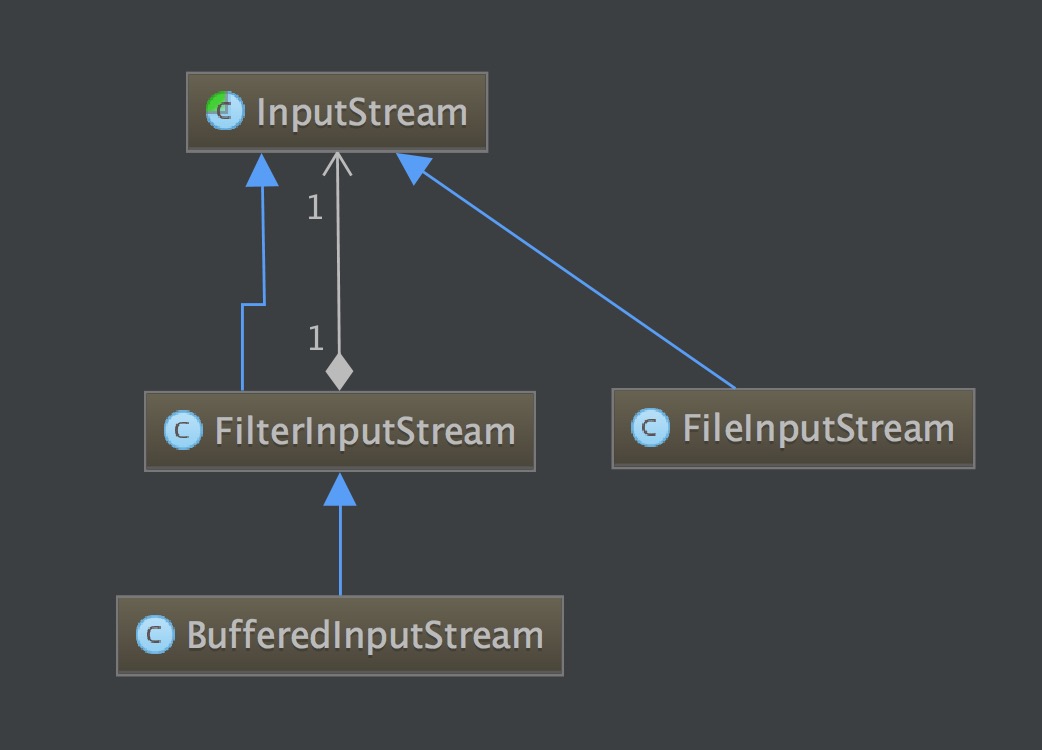 C InputStream
1
1
C FilterInputStream
C FileInputStream
C BufferedInputStream